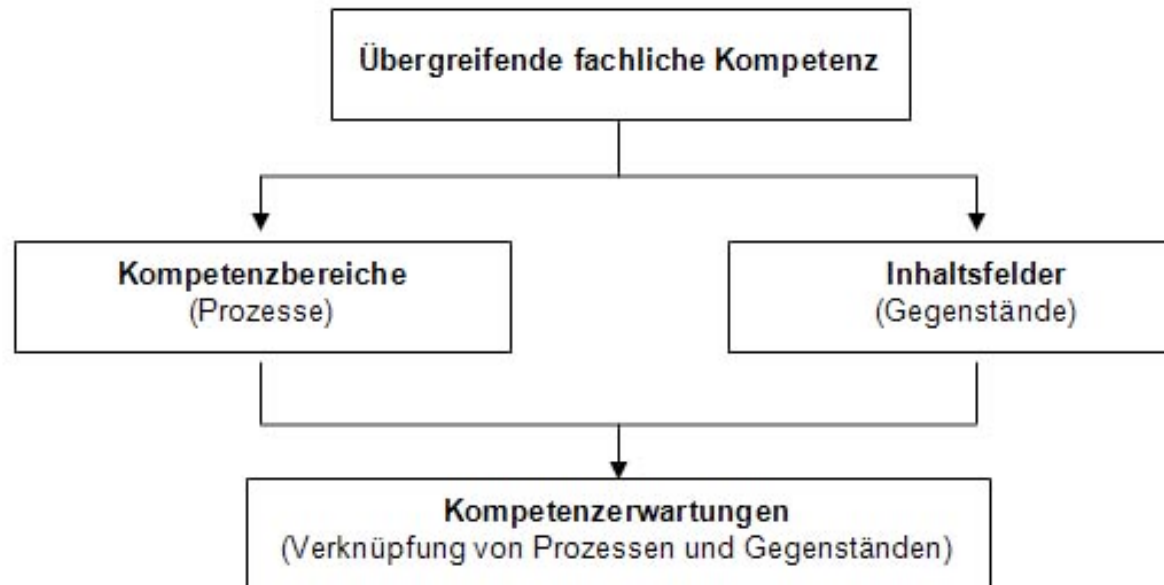 Übergreifende fachliche Kompetenz
Kompetenzbereiche
(Prozesse)
Inhaltsfelder
(Gegenstände)
Kompetenzerwartungen
(Verknüpfung von Prozessen und Gegenständen)